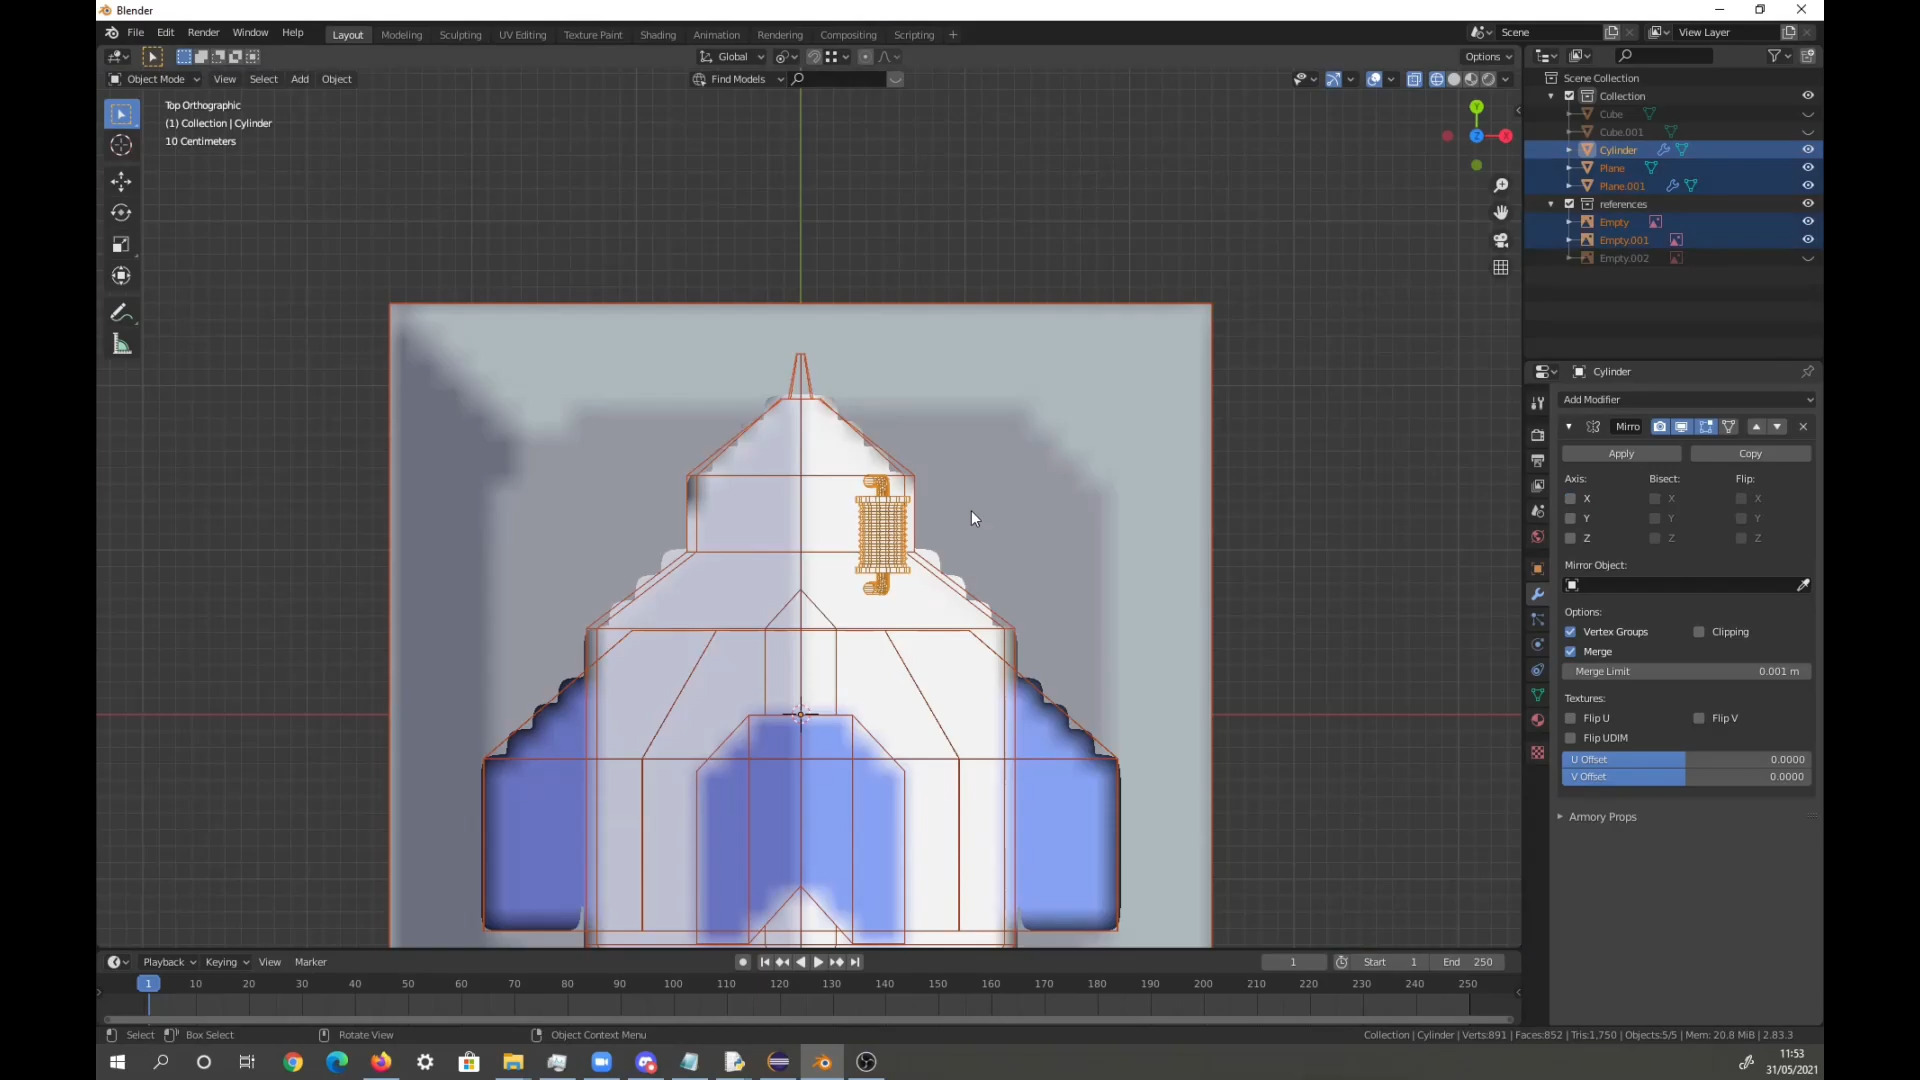 Blender
File Edit Render Window Help Layout Modeling Sculpting UV Editing Texture Paint Shading Animation Rendering Compositing Scripting + Scene View Layer
Global Options
Object Mode View Select Add Object Find Models
Top Orthographic
(1) Collection | Cylinder
10 Centimeters
Y
Z
X
Scene Collection
Collection
Cube
Cube.001
Cylinder
Plane
Plane.001
references
Empty
Empty.001
Empty.002
Cylinder
Add Modifier
Mirro
Apply Copy
Axis: Bisect: Flip:
X X X
Y Y Y
Z Z Z
Mirror Object:
Options:
Vertex Groups Clipping
Merge
Merge Limit 0.001 m
Textures:
Flip U Flip V
Flip UDIM
U Offset 0.0000
V Offset 0.0000
Armory Props
Playback Keying View Marker 1 Start 1 End 250
1 10 20 30 40 50 60 70 80 90 100 110 120 130 140 150 160 170 180 190 200 210 220 230 240 250
Select Box Select Rotate View Object Context Menu Collection | Cylinder | Verts:891 | Faces:852 | Tris:1,750 | Objects:5/5 | Mem: 20.8 MiB | 2.83.3
11:53
31/05/2021